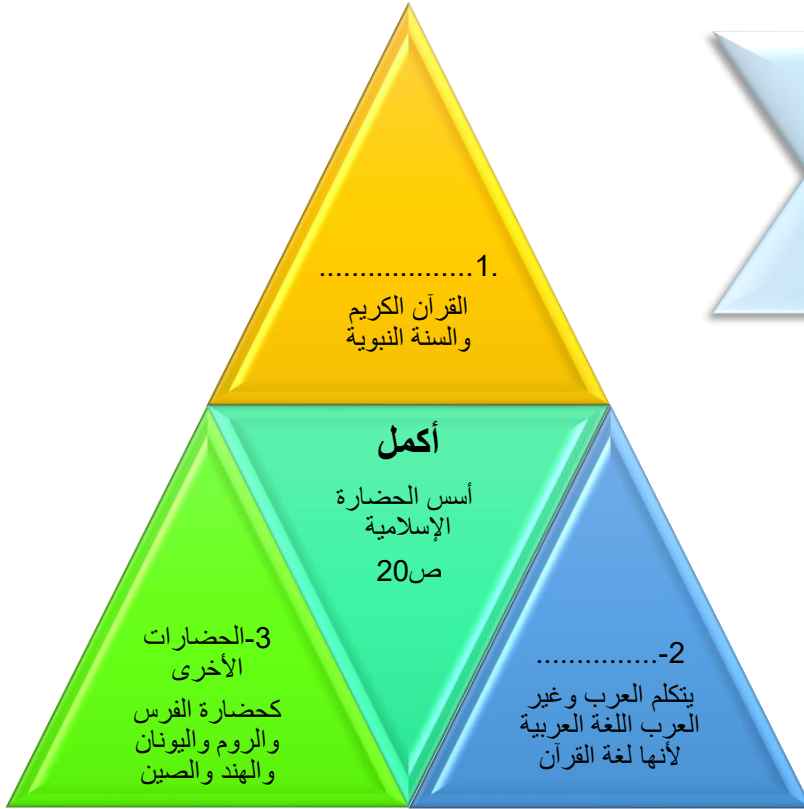 1...................
القرآن الكريم
والسنة النبوية
أكمل
أسس الحضارة
الإسلامية
ص20
2-...............
يتكلم العرب وغير
العرب اللغة العربية
لأنها لغة القرآن
3-الحضارات
الأخرى
كحضارة الفرس
والروم واليونان
والهند والصين